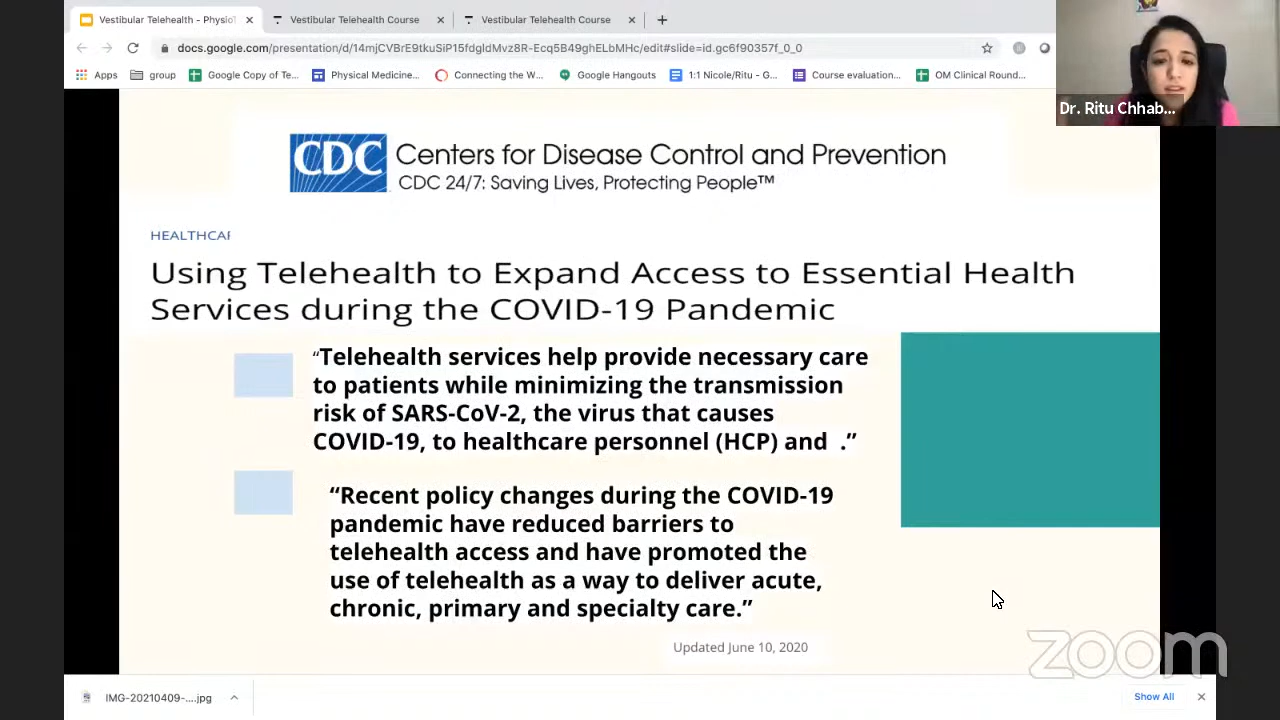 Vestibular Telehealth - PhysioT
Vestibular Telehealth Course
Vestibular Telehealth Course
docs.google.com/presentation/d/14mjCVBrE9tkuSiP15fdgldMvz8R-Ecq5B49ghELbMHc/edit#slide=id.gc6f90357f_0_0
Apps
group
Google Copy of Te...
Physical Medicine...
Connecting the W...
Google Hangouts
1:1 Nicole/Ritu - G...
Course evaluation...
OM Clinical Round...
Dr. Ritu Chhab...
CDC Centers for Disease Control and Prevention
CDC 24/7: Saving Lives, Protecting People™
HEALTHCAR
Using Telehealth to Expand Access to Essential Health
Services during the COVID-19 Pandemic
“Telehealth services help provide necessary care
to patients while minimizing the transmission
risk of SARS-CoV-2, the virus that causes
COVID-19, to healthcare personnel (HCP) and .”
“Recent policy changes during the COVID-19
pandemic have reduced barriers to
telehealth access and have promoted the
use of telehealth as a way to deliver acute,
chronic, primary and specialty care.”
Updated June 10, 2020
zoom
IMG-20210409-....jpg
Show All